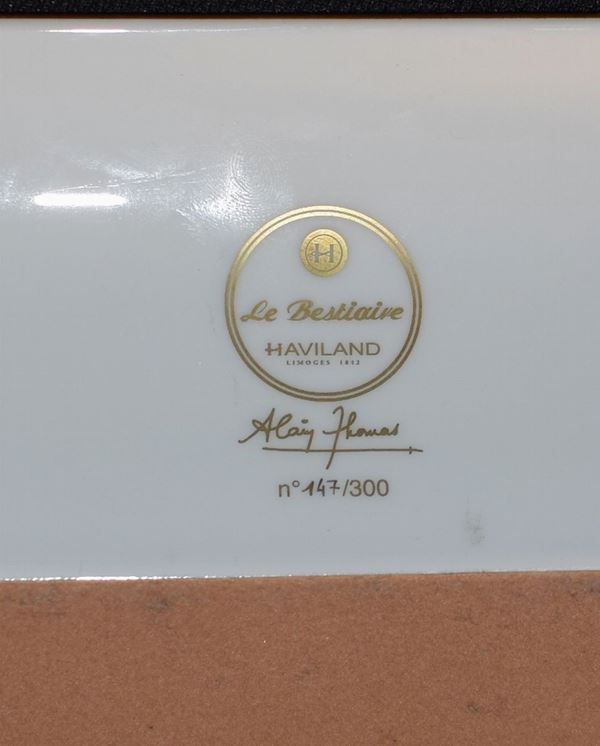 H
Le Bestiaire
HAVILAND
LIMOGES 1842
Alain Thomas
n° 147/300